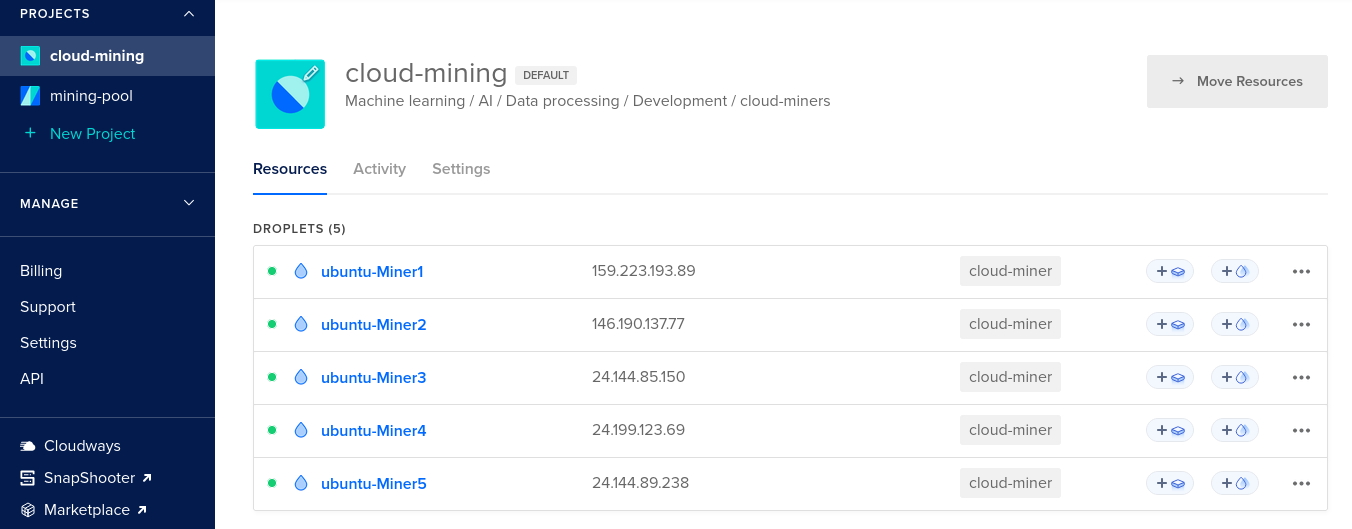 PROJECTS
cloud-mining
mining-pool
+ New Project
MANAGE
Billing
Support
Settings
API
Cloudways
SnapShooter
Marketplace
cloud-mining DEFAULT
Machine learning / AI / Data processing / Development / cloud-miners
→ Move Resources
Resources Activity Settings
DROPLETS (5)
ubuntu-Miner1 159.223.193.89 cloud-miner
ubuntu-Miner2 146.190.137.77 cloud-miner
ubuntu-Miner3 24.144.85.150 cloud-miner
ubuntu-Miner4 24.199.123.69 cloud-miner
ubuntu-Miner5 24.144.89.238 cloud-miner